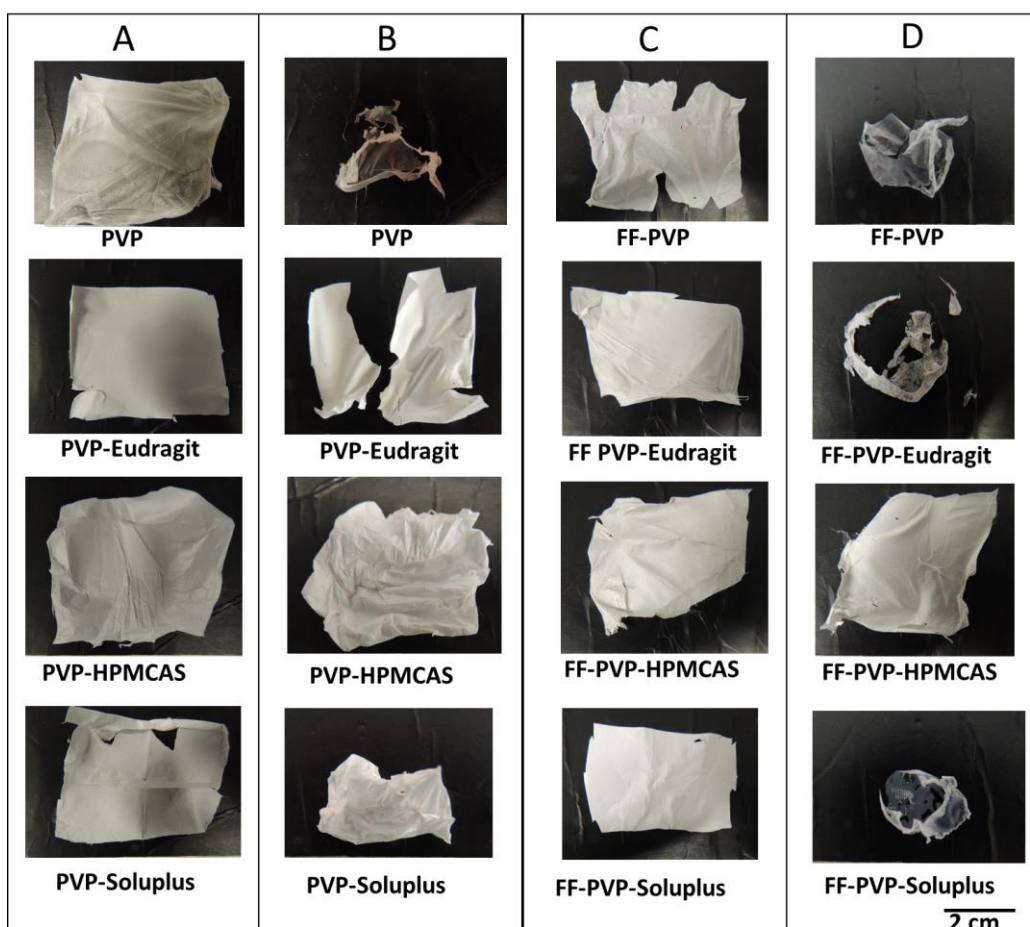 A B C D
PVP PVP FF-PVP FF-PVP
PVP-Eudragit PVP-Eudragit FF PVP-Eudragit FF-PVP-Eudragit
PVP-HPMCAS PVP-HPMCAS FF-PVP-HPMCAS FF-PVP-HPMCAS
PVP-Soluplus PVP-Soluplus FF-PVP-Soluplus FF-PVP-Soluplus
2 cm